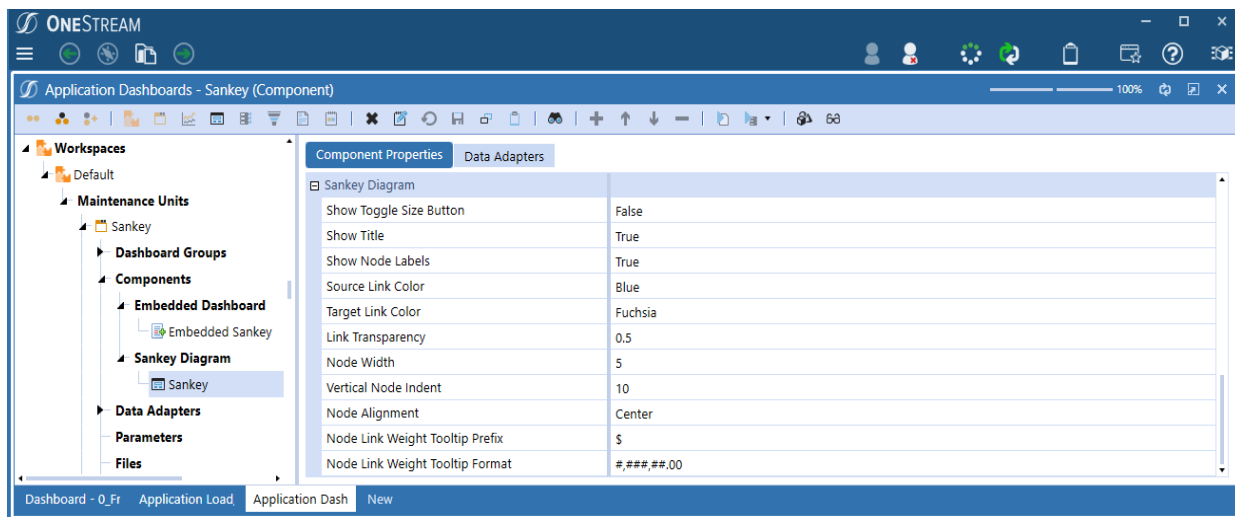 ONESTREAM
Application Dashboards - Sankey (Component)
100%
Workspaces
Default
Maintenance Units
Sankey
Dashboard Groups
Components
Embedded Dashboard
Embedded Sankey
Sankey Diagram
Sankey
Data Adapters
Parameters
Files
Component Properties Data Adapters
Sankey Diagram
Show Toggle Size Button False
Show Title True
Show Node Labels True
Source Link Color Blue
Target Link Color Fuchsia
Link Transparency 0.5
Node Width 5
Vertical Node Indent 10
Node Alignment Center
Node Link Weight Tooltip Prefix $
Node Link Weight Tooltip Format #,###,##.00
Dashboard - 0_Fr Application Load Application Dash New